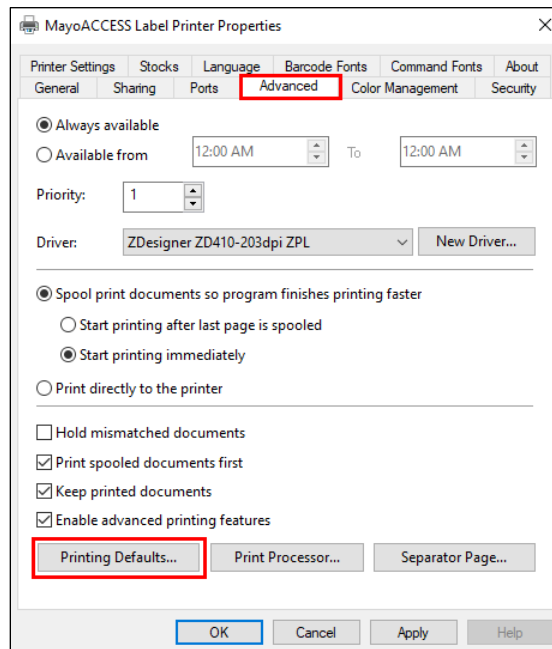 MayoACCESS Label Printer Properties
Printer Settings Stocks Language Barcode Fonts Command Fonts About
General Sharing Ports Advanced Color Management Security
Always available
Available from 12:00 AM To 12:00 AM
Priority: 1
Driver: ZDesigner ZD410-203dpi ZPL New Driver...
Spool print documents so program finishes printing faster
Start printing after last page is spooled
Start printing immediately
Print directly to the printer
Hold mismatched documents
Print spooled documents first
Keep printed documents
Enable advanced printing features
Printing Defaults... Print Processor... Separator Page...
OK Cancel Apply Help